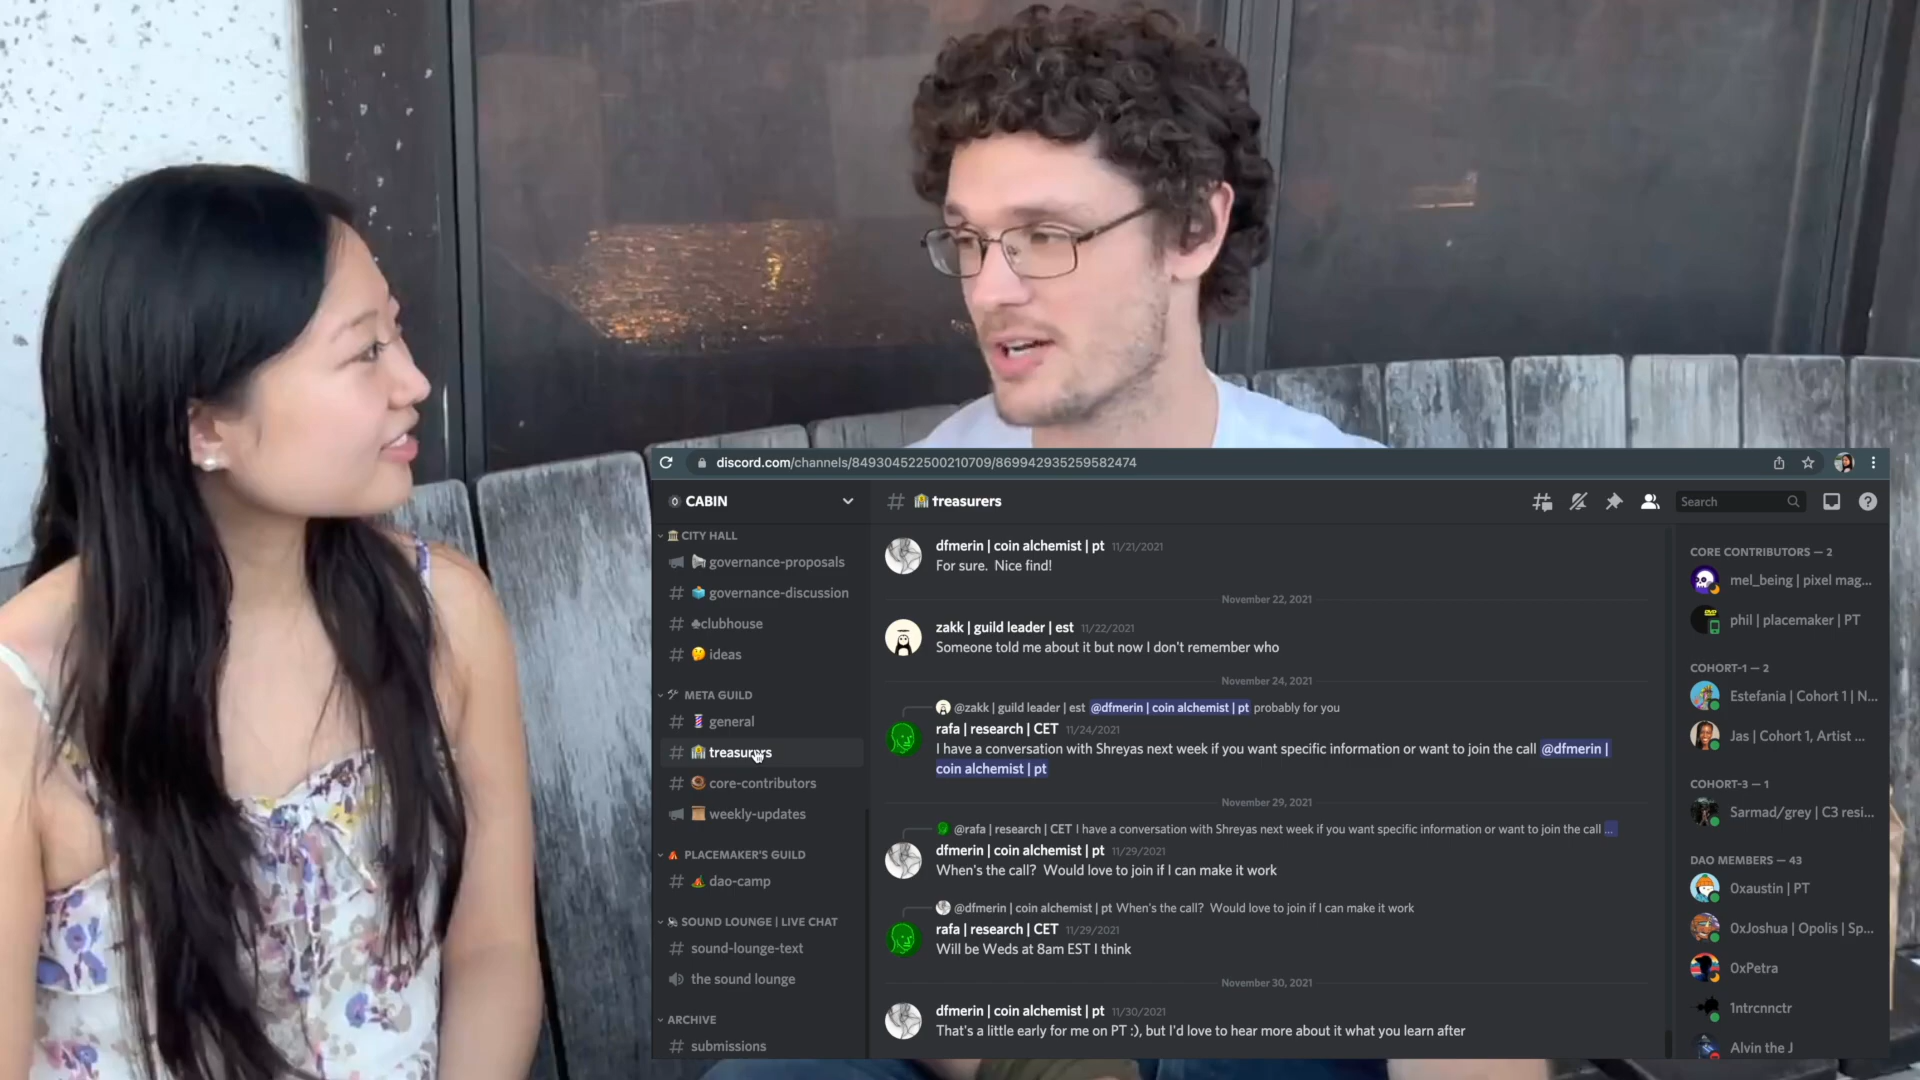 discord.com/channels/849304522500210709/869942935259582474
CABIN
CITY HALL
governance-proposals
governance-discussion
clubhouse
ideas
META GUILD
general
treasurers
core-contributors
weekly-updates
PLACEMAKER'S GUILD
dao-camp
SOUND LOUNGE | LIVE CHAT
sound-lounge-text
the sound lounge
ARCHIVE
submissions
treasurers
Search
dfmerin | coin alchemist | pt 11/21/2021
For sure. Nice find!
November 22, 2021
zakk | guild leader | est 11/22/2021
Someone told me about it but now I don't remember who
November 24, 2021
@zakk | guild leader | est @dfmerin | coin alchemist | pt probably for you
rafa | research | CET 11/24/2021
I have a conversation with Shreyas next week if you want specific information or want to join the call @dfmerin |
coin alchemist | pt
November 29, 2021
@rafa | research | CET I have a conversation with Shreyas next week if you want specific information or want to join the call ...
dfmerin | coin alchemist | pt 11/29/2021
When's the call? Would love to join if I can make it work
@dfmerin | coin alchemist | pt When's the call? Would love to join if I can make it work
rafa | research | CET 11/29/2021
Will be Weds at 8am EST I think
November 30, 2021
dfmerin | coin alchemist | pt 11/30/2021
That's a little early for me on PT :), but I'd love to hear more about it what you learn after
CORE CONTRIBUTORS — 2
mel_being | pixel mag...
phil | placemaker | PT
COHORT-1 — 2
Estefania | Cohort 1 | N...
Jas | Cohort 1, Artist ...
COHORT-3 — 1
Sarmad/grey | C3 resi...
DAO MEMBERS — 43
0xaustin | PT
0xJoshua | Opolis | Sp...
0xPetra
1ntrcnnctr
Alvin the J